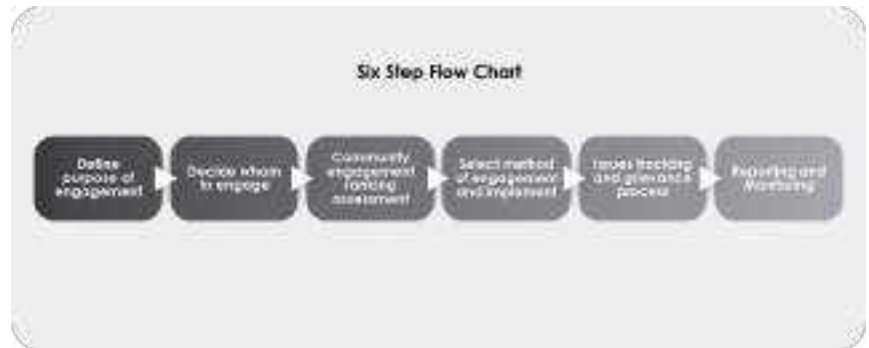 Six Step Flow Chart
Define
purpose of
engagement
Decide whom
to engage
Community
engagement
ranking
assessment
Select method
of engagement
and implement
Issues tracking
and grievance
process
Reporting and
Monitoring